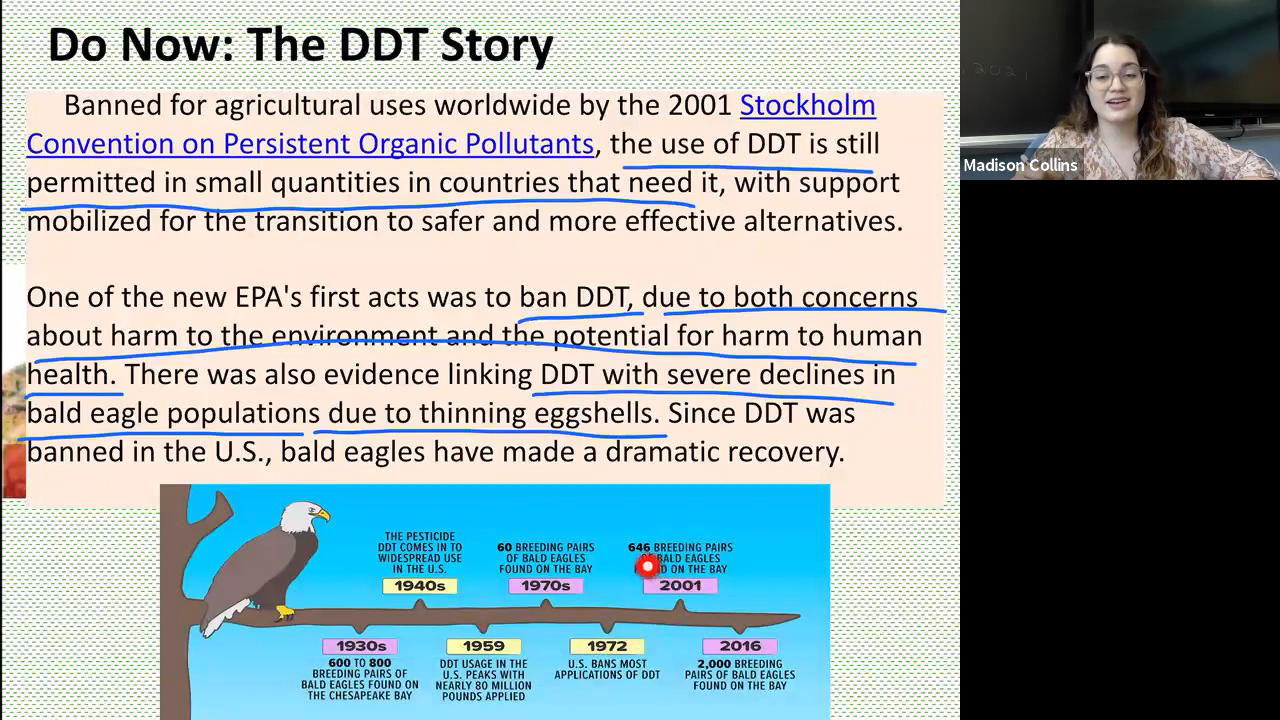 Do Now: The DDT Story
Banned for agricultural uses worldwide by the 2001 Stockholm
Convention on Persistent Organic Pollutants, the use of DDT is still
permitted in small quantities in countries that need it, with support
mobilized for the transition to safer and more effective alternatives.
One of the new EPA's first acts was to ban DDT, due to both concerns
about harm to the environment and the potential for harm to human
health. There was also evidence linking DDT with severe declines in
bald eagle populations due to thinning eggshells. Since DDT was
banned in the U.S., bald eagles have made a dramatic recovery.
THE PESTICIDE
DDT COMES IN TO
WIDESPREAD USE
IN THE U.S.
1940s
60 BREEDING PAIRS
OF BALD EAGLES
FOUND ON THE BAY
1970s
646 BREEDING PAIRS
BALD EAGLES
ON THE BAY
2001
1930s
600 TO 800
BREEDING PAIRS OF
BALD EAGLES FOUND ON
THE CHESAPEAKE BAY
1959
DDT USAGE IN THE
U.S. PEAKS WITH
NEARLY 80 MILLION
POUNDS APPLIED
1972
U.S. BANS MOST
APPLICATIONS OF DDT
2016
2,000 BREEDING
PAIRS OF BALD EAGLES
FOUND ON THE BAY
2021
Madison Collins